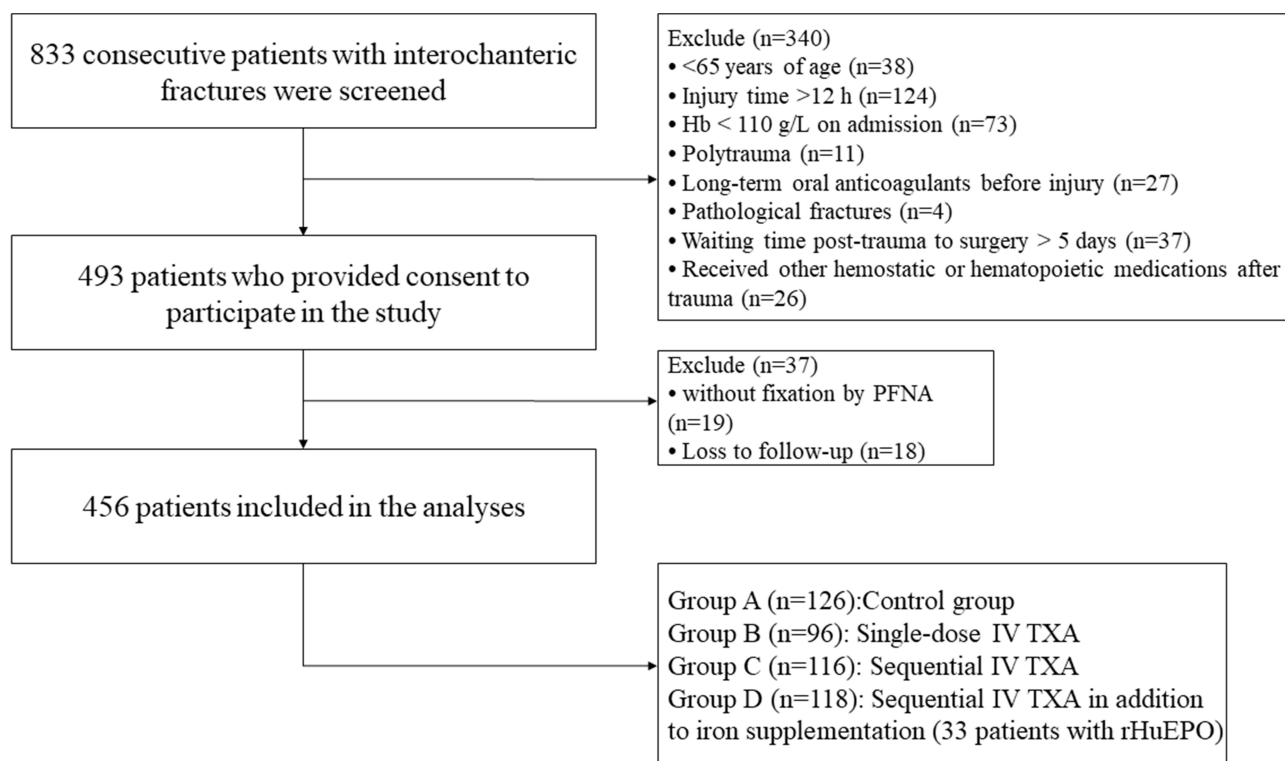 833 consecutive patients with interochanteric
fractures were screened
Exclude (n=340)
• <65 years of age (n=38)
• Injury time >12 h (n=124)
• Hb < 110 g/L on admission (n=73)
• Polytrauma (n=11)
• Long-term oral anticoagulants before injury (n=27)
• Pathological fractures (n=4)
• Waiting time post-trauma to surgery > 5 days (n=37)
• Received other hemostatic or hematopoietic medications after
trauma (n=26)
493 patients who provided consent to
participate in the study
Exclude (n=37)
• without fixation by PFNA
(n=19)
• Loss to follow-up (n=18)
456 patients included in the analyses
Group A (n=126):Control group
Group B (n=96): Single-dose IV TXA
Group C (n=116): Sequential IV TXA
Group D (n=118): Sequential IV TXA in addition
to iron supplementation (33 patients with rHuEPO)